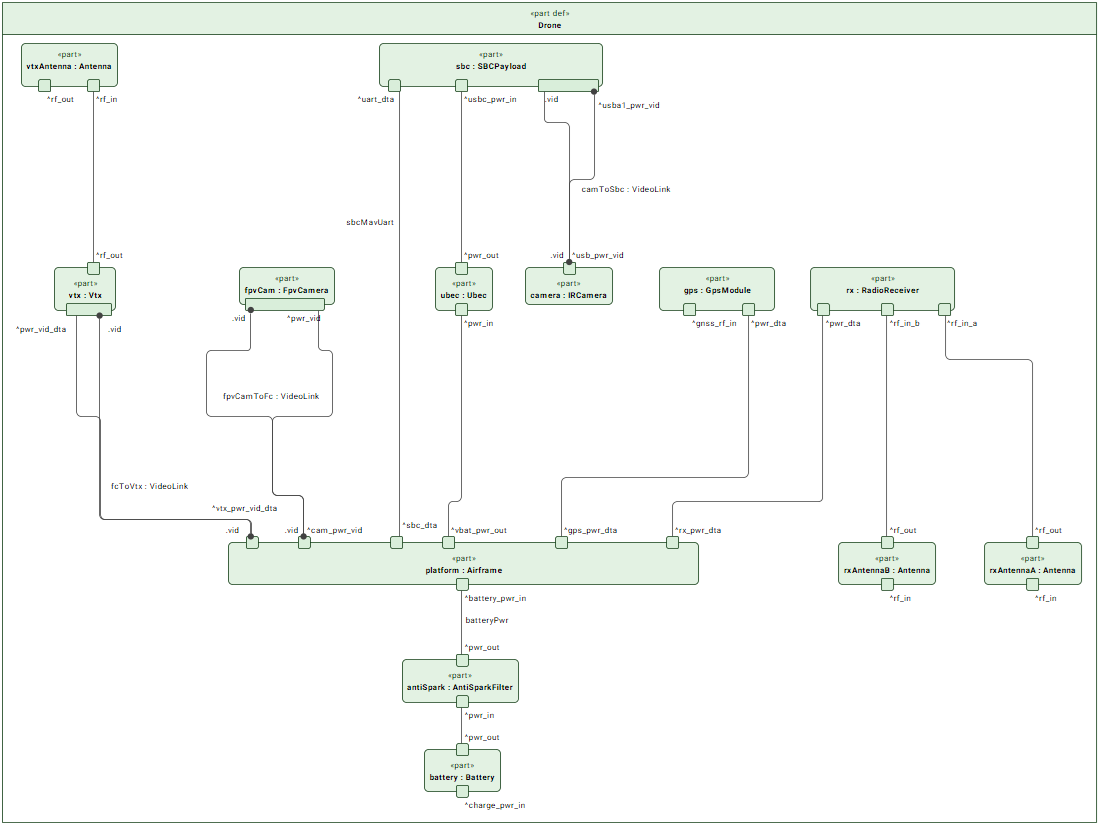 «part def»
Drone
«part»
vtxAntenna : Antenna
^rf_out
^rf_in
«part»
sbc : SBCPayload
^uart_dta
^usbc_pwr_in
.vid
^usba1_pwr_vid
camToSbc : VideoLink
sbcMavUart
^rf_out
«part»
vtx : Vtx
^pwr_vid_dta
.vid
«part»
fpvCam : FpvCamera
.vid
^pwr_vid
^pwr_out
«part»
ubec : Ubec
^pwr_in
.vid
^usb_pwr_vid
«part»
camera : IRCamera
«part»
gps : GpsModule
^gnss_rf_in
^pwr_dta
«part»
rx : RadioReceiver
^pwr_dta
^rf_in_b
^rf_in_a
fpvCamToFc : VideoLink
fcToVtx : VideoLink
^vtx_pwr_vid_dta
.vid
.vid
^cam_pwr_vid
^sbc_dta
^vbat_pwr_out
^gps_pwr_dta
^rx_pwr_dta
«part»
platform : Airframe
^rf_out
«part»
rxAntennaB : Antenna
^rf_in
^rf_out
«part»
rxAntennaA : Antenna
^rf_in
^battery_pwr_in
batteryPwr
^pwr_out
«part»
antiSpark : AntiSparkFilter
^pwr_in
^pwr_out
«part»
battery : Battery
^charge_pwr_in